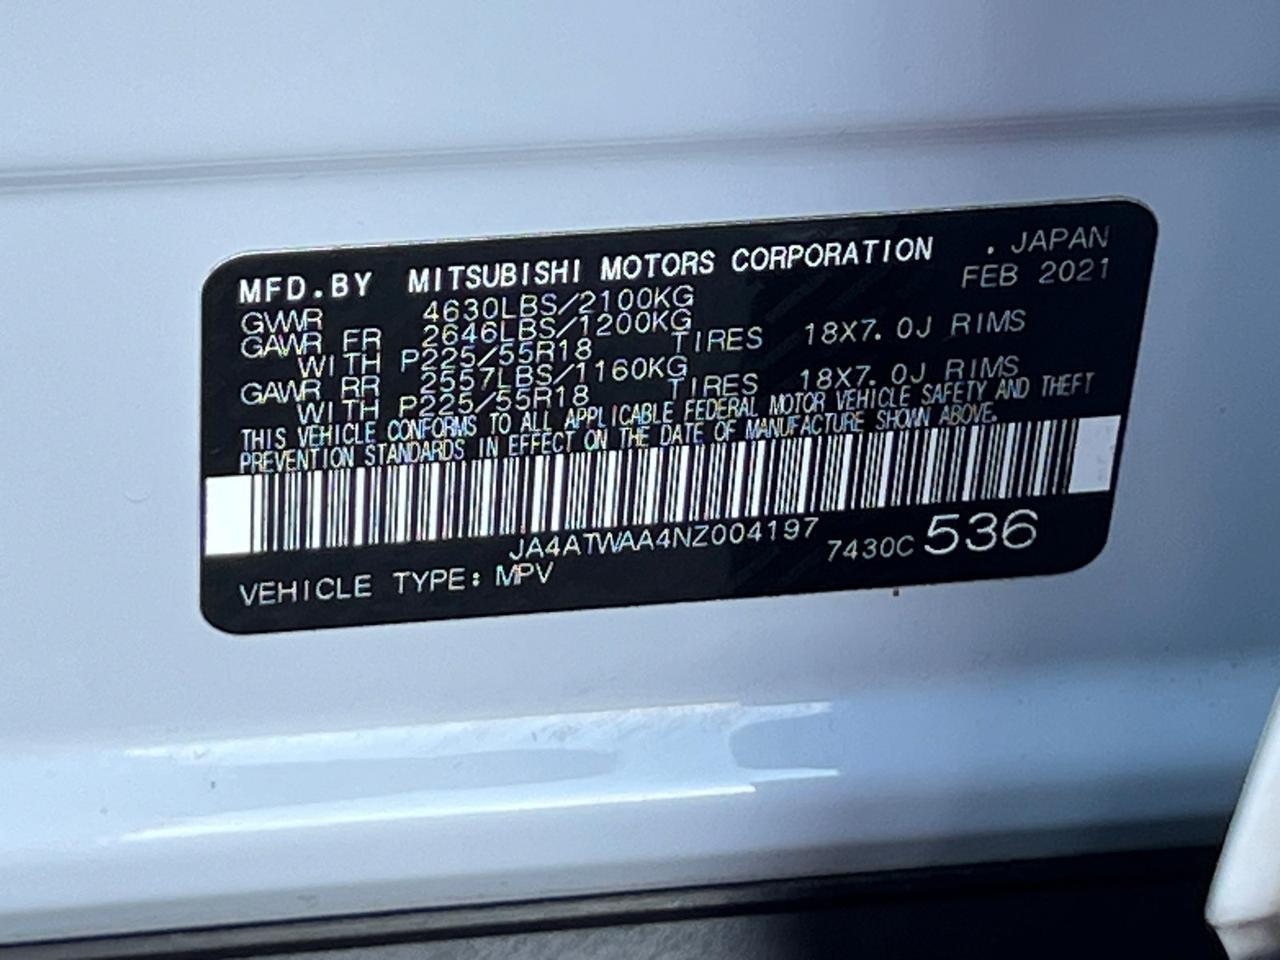 MFD.BY MITSUBISHI MOTORS CORPORATION . JAPAN
GVWR 4630LBS/2100KG FEB 2021
GAWR FR 2646LBS/1200KG
WITH P225/55R18 TIRES 18X7.0J RIMS
GAWR RR 2557LBS/1160KG
WITH P225/55R18 TIRES 18X7.0J RIMS
THIS VEHICLE CONFORMS TO ALL APPLICABLE FEDERAL MOTOR VEHICLE SAFETY AND THEFT
PREVENTION STANDARDS IN EFFECT ON THE DATE OF MANUFACTURE SHOWN ABOVE.
JA4ATWAA4NZ004197 7430C 536
VEHICLE TYPE: MPV